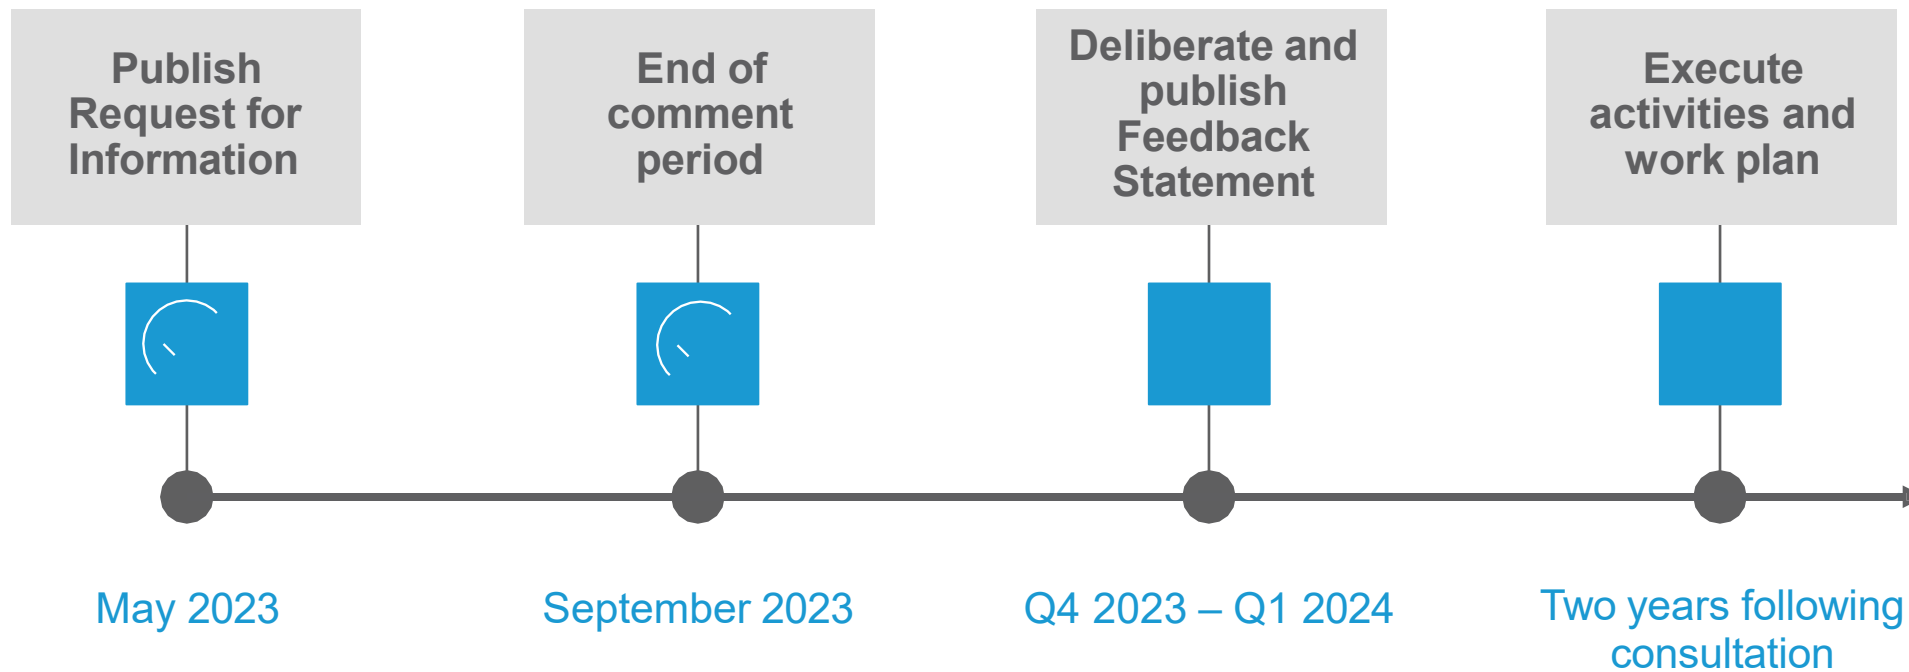 Publish
Request for
Information
End of
comment
period
Deliberate and
publish
Feedback
Statement
Execute
activities and
work plan
May 2023
September 2023
Q4 2023 – Q1 2024
Two years following
consultation